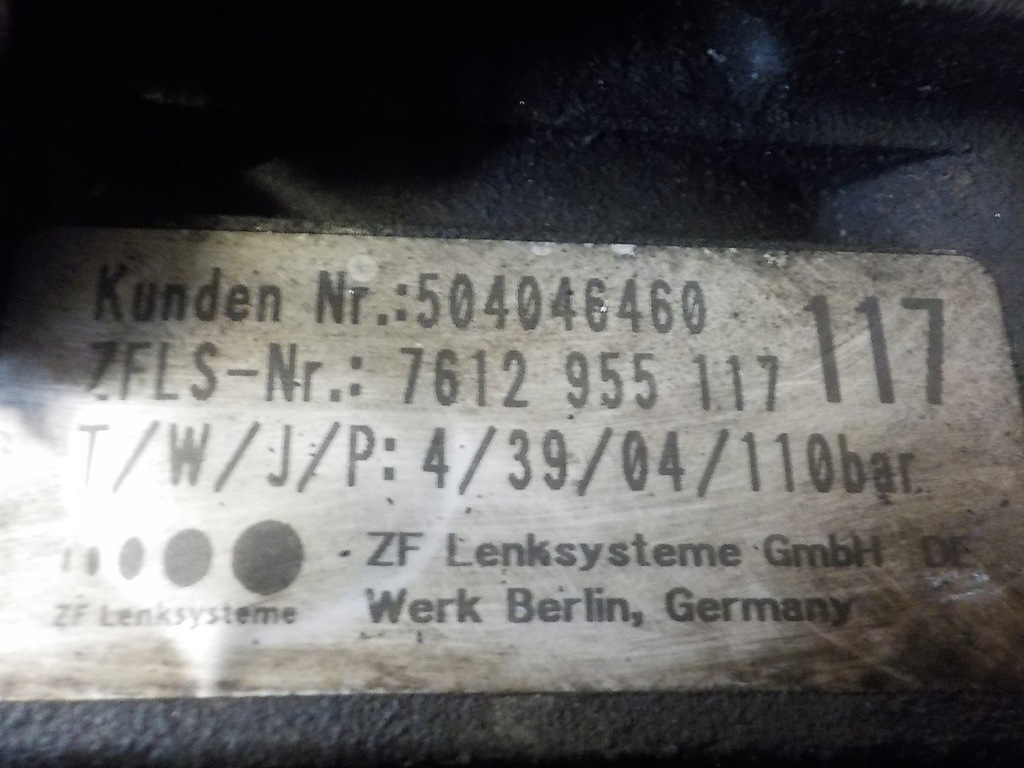 Kunden Nr.:504046460
117
ZFLS-Nr.: 7612 955 117
T/W/J/P: 4/39/04/110bar
ZF Lenksysteme GmbH DE
ZF Lenksysteme
Werk Berlin, Germany